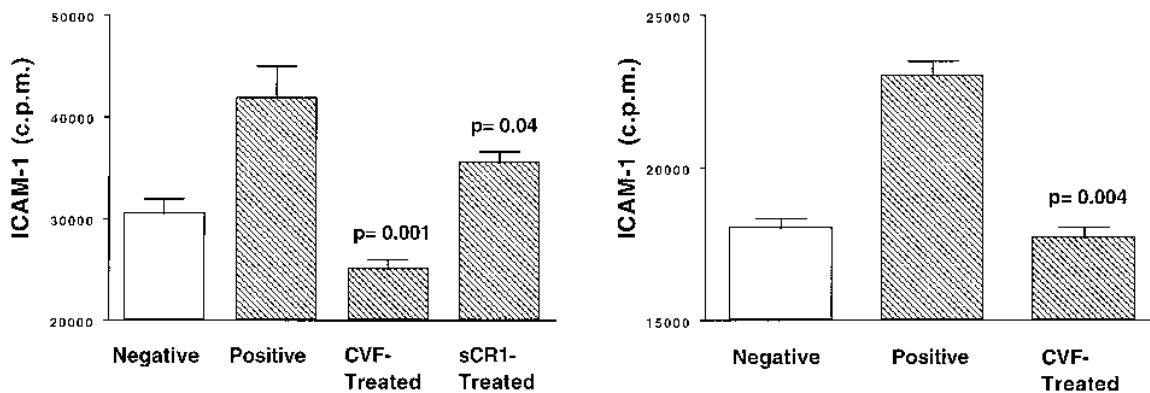 50000
40000
30000
20000
ICAM-1 (c.p.m.)
p= 0.001
p= 0.04
Negative
Positive
CVF-
Treated
sCR1-
Treated
25000
20000
15000
ICAM-1 (c.p.m.)
p= 0.004
Negative
Positive
CVF-
Treated